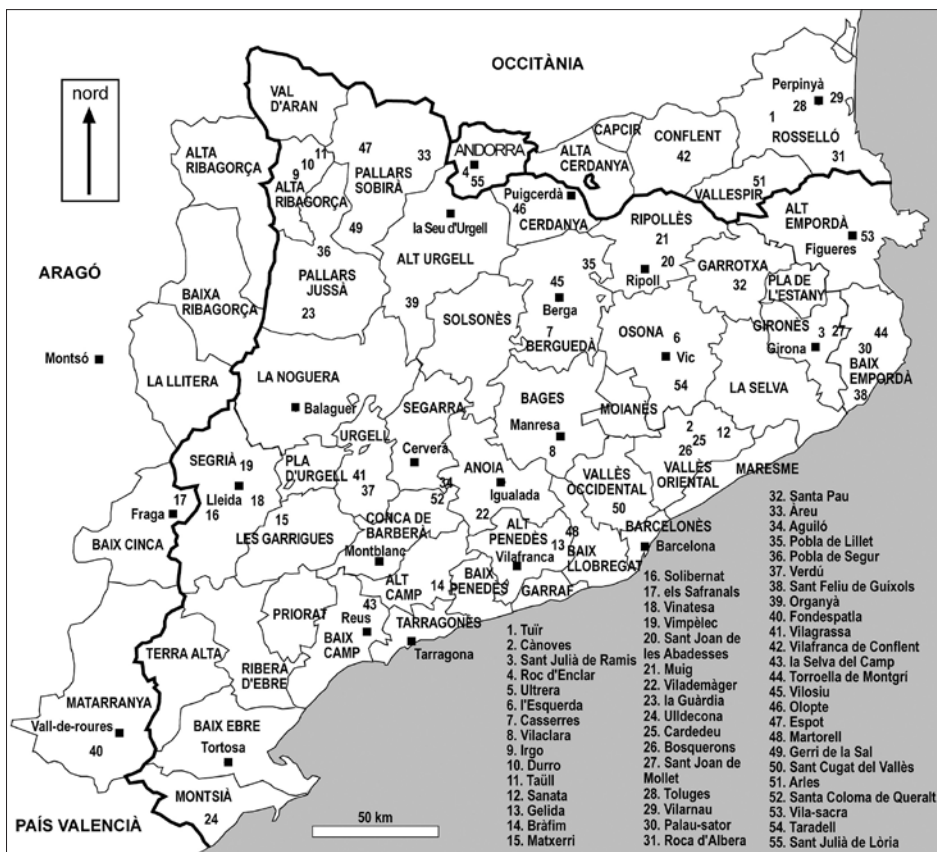 OCCITÀNIA
nord
VAL
D'ARAN
Perpinyà
29
28
1
ROSSELLÓ
31
CAPCIR
CONFLENT
42
ALTA
CERDANYA
ANDORRA
4
55
47
33
PALLARS
SOBIRÀ
49
11
10
9
ALTA
RIBAGORÇA
ALTA
RIBAGORÇA
51
VALLESPIR
Puigcerdà
46
CERDANYA
la Seu d'Urgell
ALT URGELL
39
RIPOLLÈS
21
20
Ripoll
ALT
EMPORDÀ
53
Figueres
36
PALLARS
JUSSÀ
23
ARAGÓ
BAIXA
RIBAGORÇA
35
45
Berga
7
BERGUEDÀ
GARROTXA
32
PLA DE
L'ESTANY
SOLSONÈS
OSONA
6
Vic
54
GIRONÈS
3
27
Girona
44
30
BAIX
EMPORDÀ
38
Montsó
LA LLITERA
LA NOGUERA
Balaguer
SEGARRA
Cervera
BAGES
Manresa
8
MOIANÈS
LA SELVA
URGELL
41
37
SEGRIÀ
19
Lleida
18
16
PLA
D'URGELL
2
25
12
26
VALLÈS
ORIENTAL
MARESME
ANOIA
Igualada
22
34
52
VALLÈS
OCCIDENTAL
50
17
Fraga
BAIX CINCA
15
LES GARRIGUES
CONCA DE
BARBERÀ
Montblanc
ALT
PENEDÈS
13
Vilafranca
48
BAIX
LLOBREGAT
BARCELONÈS
Barcelona
ALT
CAMP
14
BAIX
PENEDÈS
GARRAF
PRIORAT
43
Reus
BAIX
CAMP
TARRAGONÈS
Tarragona
TERRA ALTA
RIBERA
D'EBRE
MATARRANYA
Vall-de-roures
40
BAIX EBRE
Tortosa
MONTSIÀ
24
PAÍS VALENCIÀ
50 km
1. Tuïr
2. Cànoves
3. Sant Julià de Ramis
4. Roc d'Enclar
5. Ultrera
6. l'Esquerda
7. Casserres
8. Vilaclara
9. Irgo
10. Durro
11. Taüll
12. Sanata
13. Gelida
14. Bràfim
15. Matxerri
16. Solibernat
17. els Safranals
18. Vinatesa
19. Vimpèlec
20. Sant Joan de
les Abadesses
21. Muig
22. Vilademàger
23. la Guàrdia
24. Ulldecona
25. Cardedeu
26. Bosquerons
27. Sant Joan de
Mollet
28. Toluges
29. Vilarnau
30. Palau-sator
31. Roca d'Albera
32. Santa Pau
33. Àreu
34. Aguiló
35. Pobla de Lillet
36. Pobla de Segur
37. Verdú
38. Sant Feliu de Guíxols
39. Organyà
40. Fondespatla
41. Vilagrassa
42. Vilafranca de Conflent
43. la Selva del Camp
44. Torroella de Montgrí
45. Vilosiu
46. Olopte
47. Espot
48. Martorell
49. Gerri de la Sal
50. Sant Cugat del Vallès
51. Arles
52. Santa Coloma de Queralt
53. Vila-sacra
54. Taradell
55. Sant Julià de Lòria